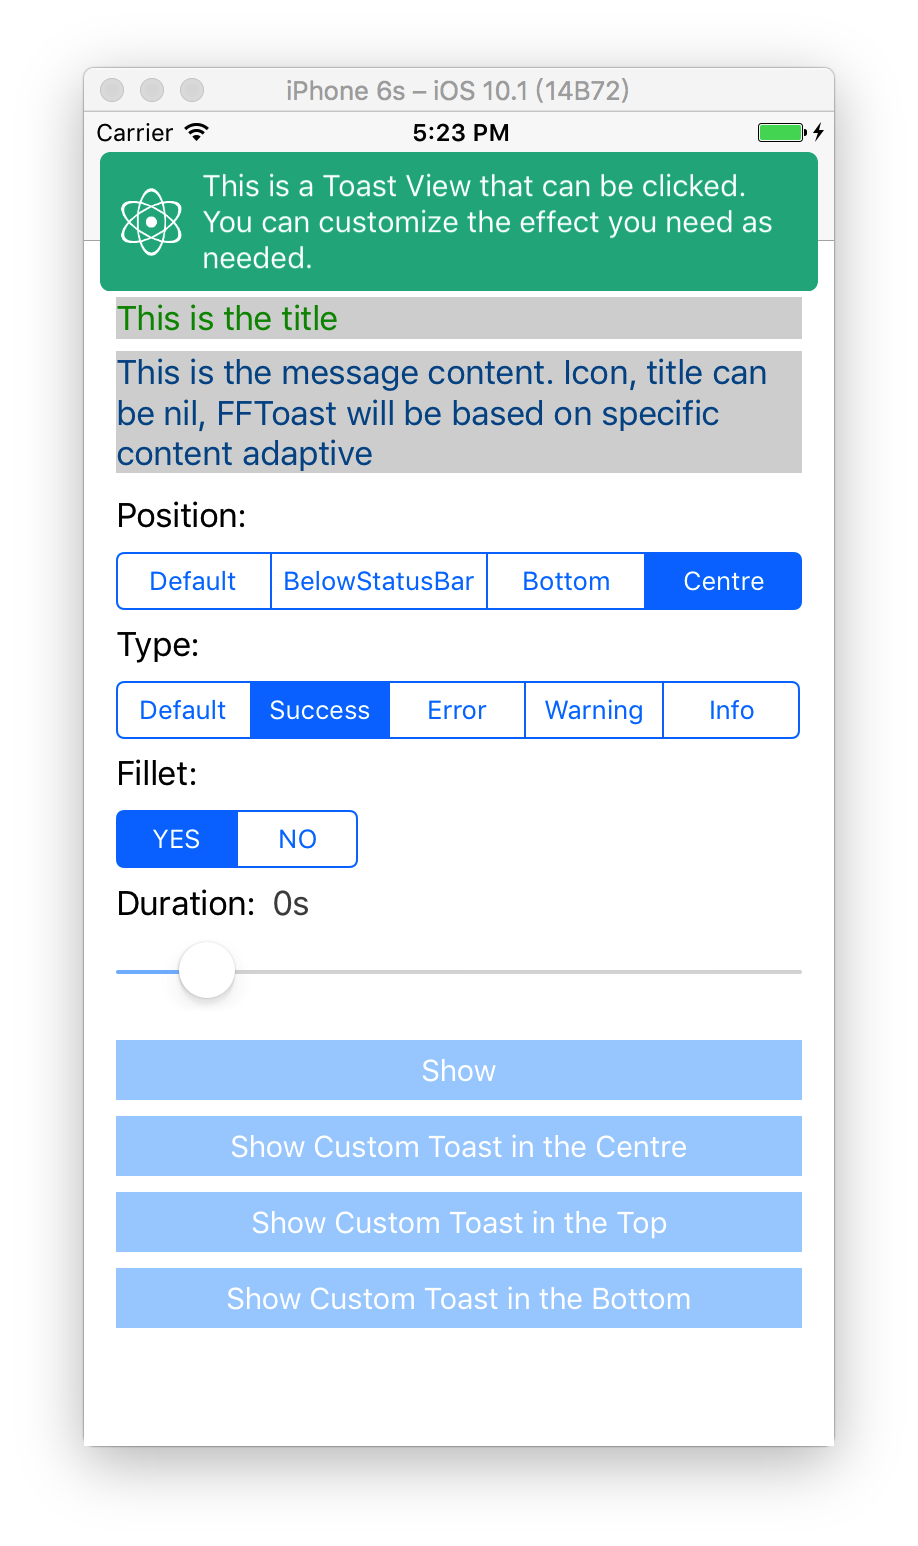 iPhone 6s – iOS 10.1 (14B72)
Carrier 5:23 PM
This is a Toast View that can be clicked.
You can customize the effect you need as
needed.
This is the title
This is the message content. Icon, title can
be nil, FFToast will be based on specific
content adaptive
Position:
Default BelowStatusBar Bottom Centre
Type:
Default Success Error Warning Info
Fillet:
YES NO
Duration: 0s
Show
Show Custom Toast in the Centre
Show Custom Toast in the Top
Show Custom Toast in the Bottom